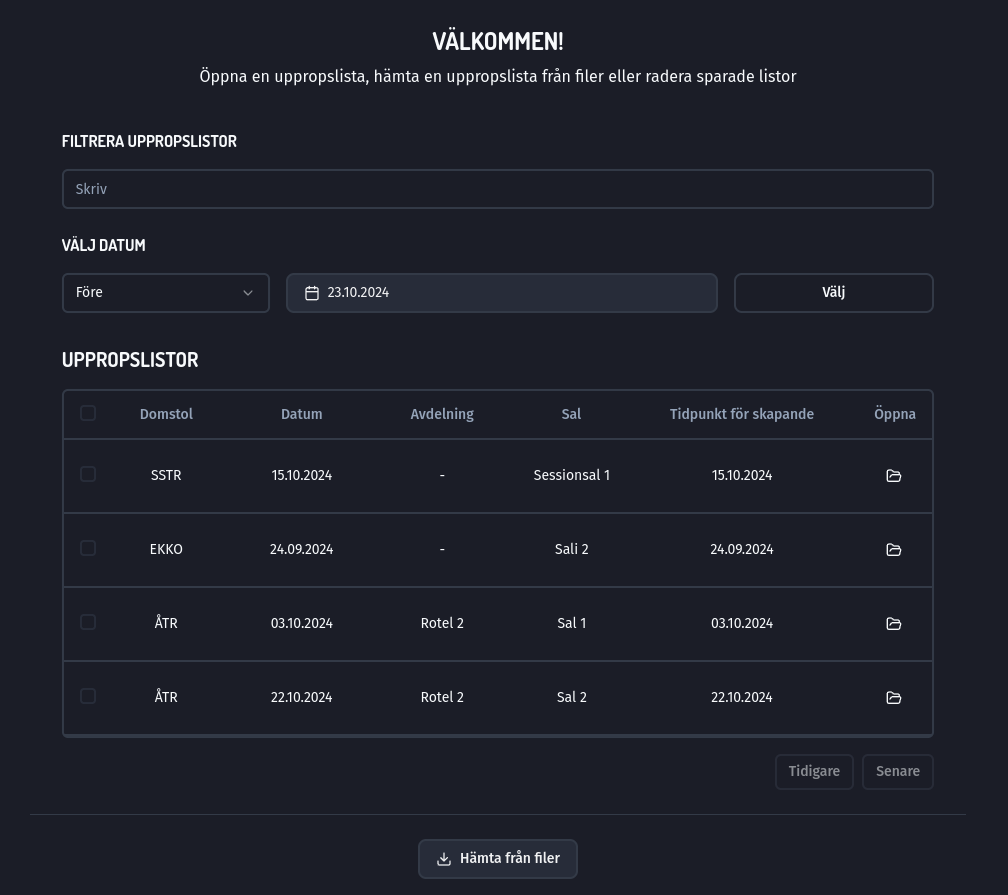 VÄLKOMMEN!
Öppna en uppropslista, hämta en uppropslista från filer eller radera sparade listor
FILTRERA UPPROPSLISTOR
Skriv
VÄLJ DATUM
Före 23.10.2024 Välj
UPPROPSLISTOR
Domstol Datum Avdelning Sal Tidpunkt för skapande Öppna
SSTR 15.10.2024 - Sessionsal 1 15.10.2024
EKKO 24.09.2024 - Sali 2 24.09.2024
ÅTR 03.10.2024 Rotel 2 Sal 1 03.10.2024
ÅTR 22.10.2024 Rotel 2 Sal 2 22.10.2024
Tidigare Senare
Hämta från filer